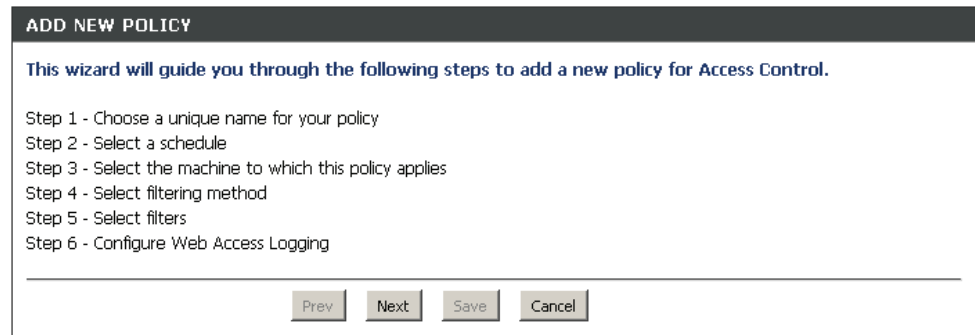 ADD NEW POLICY
This wizard will guide you through the following steps to add a new policy for Access Control.
Step 1 - Choose a unique name for your policy
Step 2 - Select a schedule
Step 3 - Select the machine to which this policy applies
Step 4 - Select filtering method
Step 5 - Select filters
Step 6 - Configure Web Access Logging
Prev Next Save Cancel